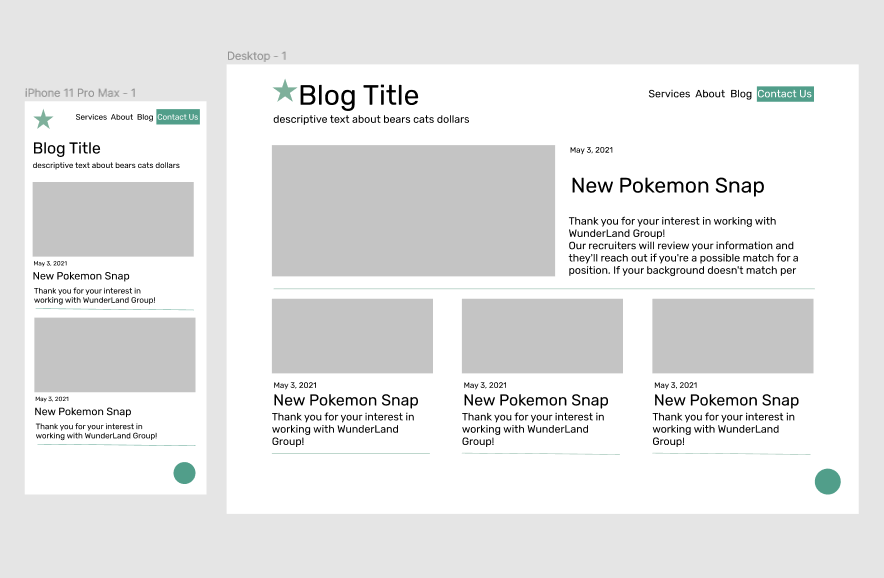 Desktop - 1
iPhone 11 Pro Max - 1
Services About Blog Contact Us
Blog Title
descriptive text about bears cats dollars
May 3, 2021
New Pokemon Snap
Thank you for your interest in
working with WunderLand Group!
May 3, 2021
New Pokemon Snap
Thank you for your interest in
working with WunderLand Group!
Blog Title
Services About Blog Contact Us
descriptive text about bears cats dollars
May 3, 2021
New Pokemon Snap
Thank you for your interest in working with
WunderLand Group!
Our recruiters will review your information and
they'll reach out if you're a possible match for a
position. If your background doesn't match per
May 3, 2021
New Pokemon Snap
Thank you for your interest in
working with WunderLand
Group!
May 3, 2021
New Pokemon Snap
Thank you for your interest in
working with WunderLand
Group!
May 3, 2021
New Pokemon Snap
Thank you for your interest in
working with WunderLand
Group!